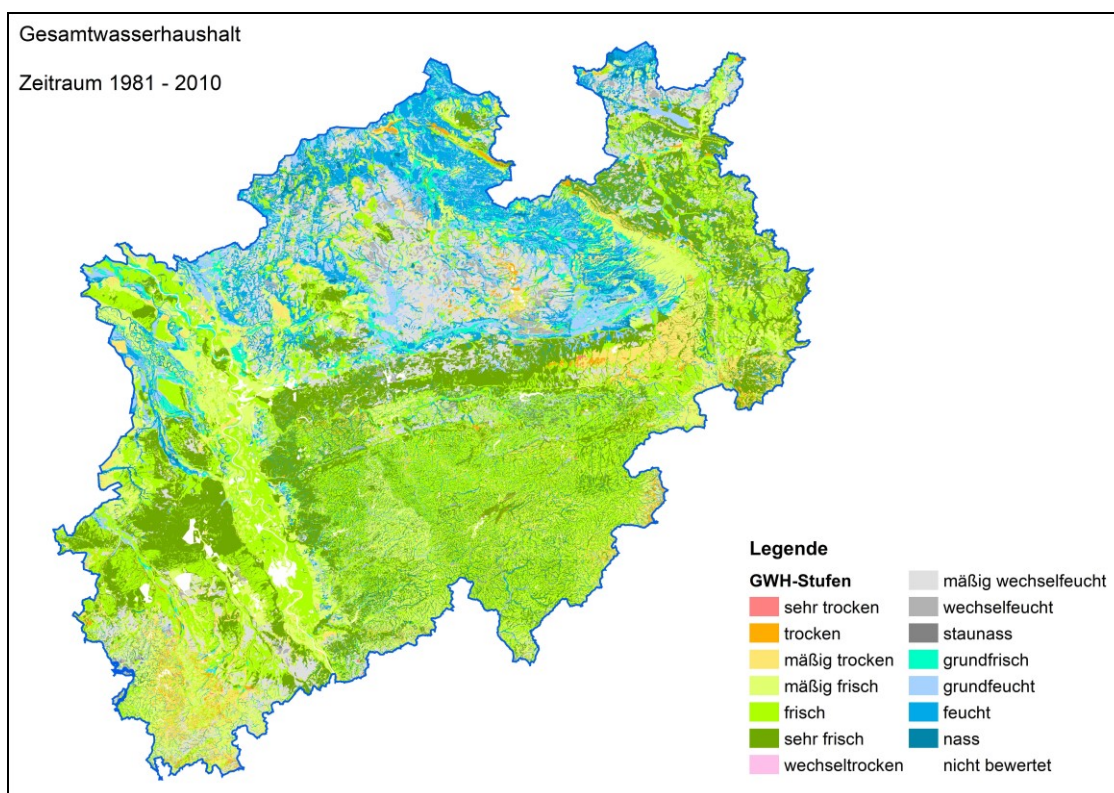 Gesamtwasserhaushalt
Zeitraum 1981 - 2010
Legende
GWH-Stufen
sehr trocken
trocken
mäßig trocken
mäßig frisch
frisch
sehr frisch
wechseltrocken
mäßig wechselfeucht
wechselfeucht
staunass
grundfrisch
grundfeucht
feucht
nass
nicht bewertet